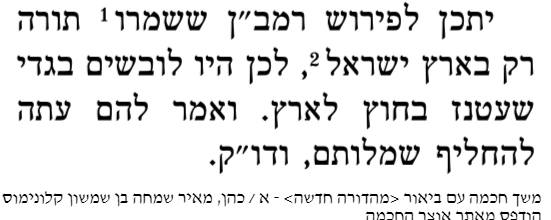 יתכן לפירוש רמב״ן ששמרו¹ תורה
רק בארץ ישראל², לכן היו לובשים בגדי
שעטנז בחוץ לארץ. ואמר להם עתה
להחליף שמלותם, ודו״ק.
משך חכמה עם ביאור <מהדורה חדשה> - א / כהן, מאיר שמחה בן שמשון קלונימוס
הודפס מאתר אוצר החכמה